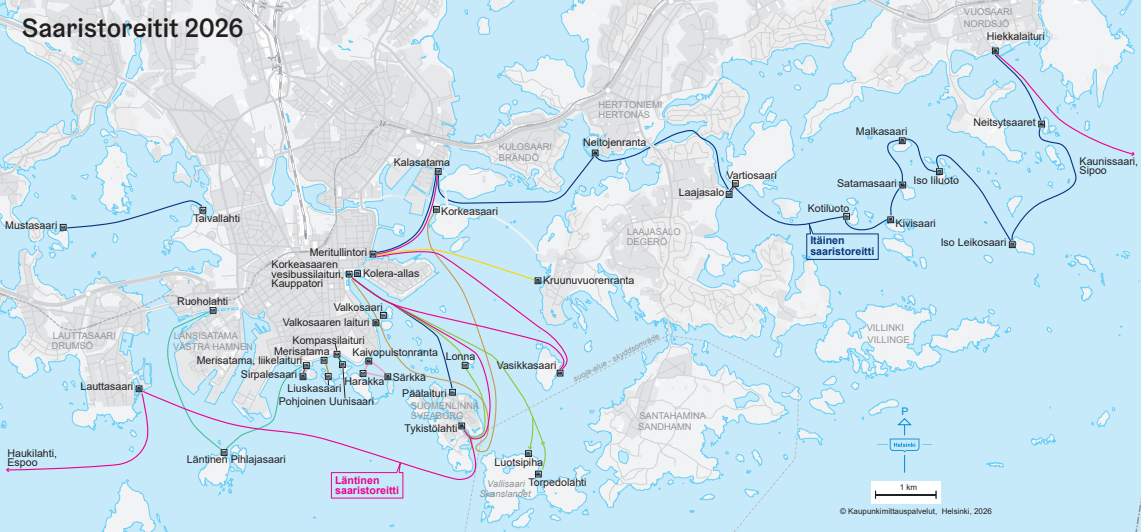 Saaristoreitit 2026
VUOSAARI
NORDSJÖ
Hiekkalaituri
HERTTONIEMI
HERTONÄS
Neitsytsaaret
Malkasaari
Neitojenranta
KULOSAARI
BRÄNDÖ
Kalasatama
Kaunissaari,
Sipoo
Vartiosaari
Iso Iiluoto
Satamasaari
Laajasalo
Korkeasaari
Kotiluoto
Taivallahti
Mustasaari
Kivisaari
LAAJASALO
DEGERÖ
Itäinen
saaristoreitti
Iso Leikosaari
Meritullintori
Korkeasaaren
vesibussilaituri,
Kauppatori
Kolera-allas
Kruunuvuorenranta
Ruoholahti
Valkosaari
Valkosaaren laituri
LAUTTASAARI
DRUMSÖ
LÄNSISATAMA
VÄSTRA HAMNEN
VILLINKI
VILLINGE
Kompassilaituri
Merisatama
Kaivopuistonranta
Merisatama, liikelaituri
Lonna
suoja-alue - skyddsområde
Vasikkasaari
Sirpalesaari
Harakka
Särkkä
Lauttasaari
Liuskasaari
Pohjoinen Uunisaari
Päälaituri
SUOMENLINNA
SVEABORG
SANTAHAMINA
SANDHAMN
Tykistölahti
P
Helsinki
Haukilahti,
Espoo
Läntinen Pihlajasaari
Luotsipiha
Läntinen
saaristoreitti
Vallisaari
Skanslandet
Torpedolahti
1 km
© Kaupunkimittauspalvelut, Helsinki, 2026